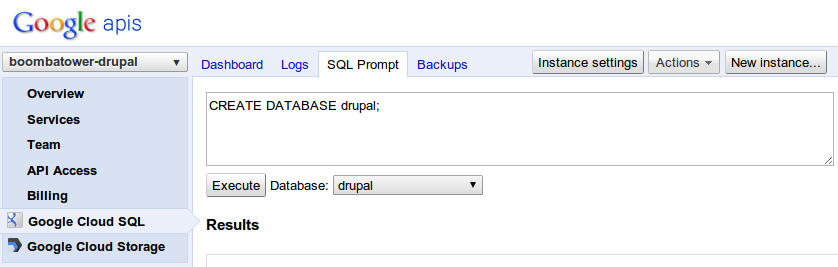 Google apis
boombatower-drupal
Dashboard Logs SQL Prompt Backups Instance settings Actions New instance...
Overview
Services
Team
API Access
Billing
Google Cloud SQL
Google Cloud Storage
CREATE DATABASE drupal;
Execute Database: drupal
Results